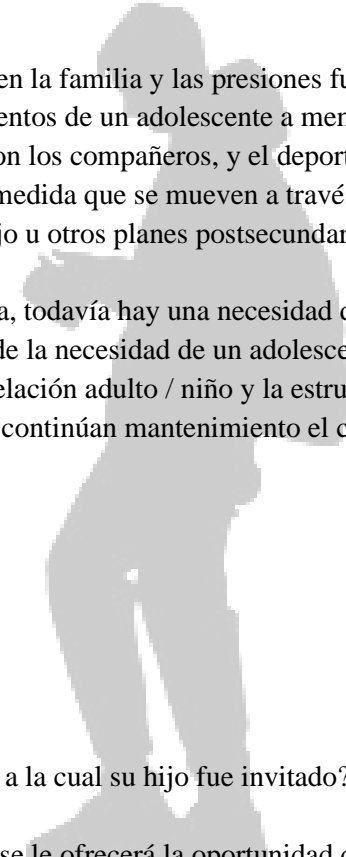 en la familia y las presiones fu
entos de un adolescente a men
on los compañeros, y el deport
medida que se mueven a travé
jo u otros planes postsecundar
a, todavía hay una necesidad
de la necesidad de un adolesce
elación adulto / niño y la estru
continúan mantenimiento el c
a la cual su hijo fue invitado?
se le ofrecerá la oportunidad